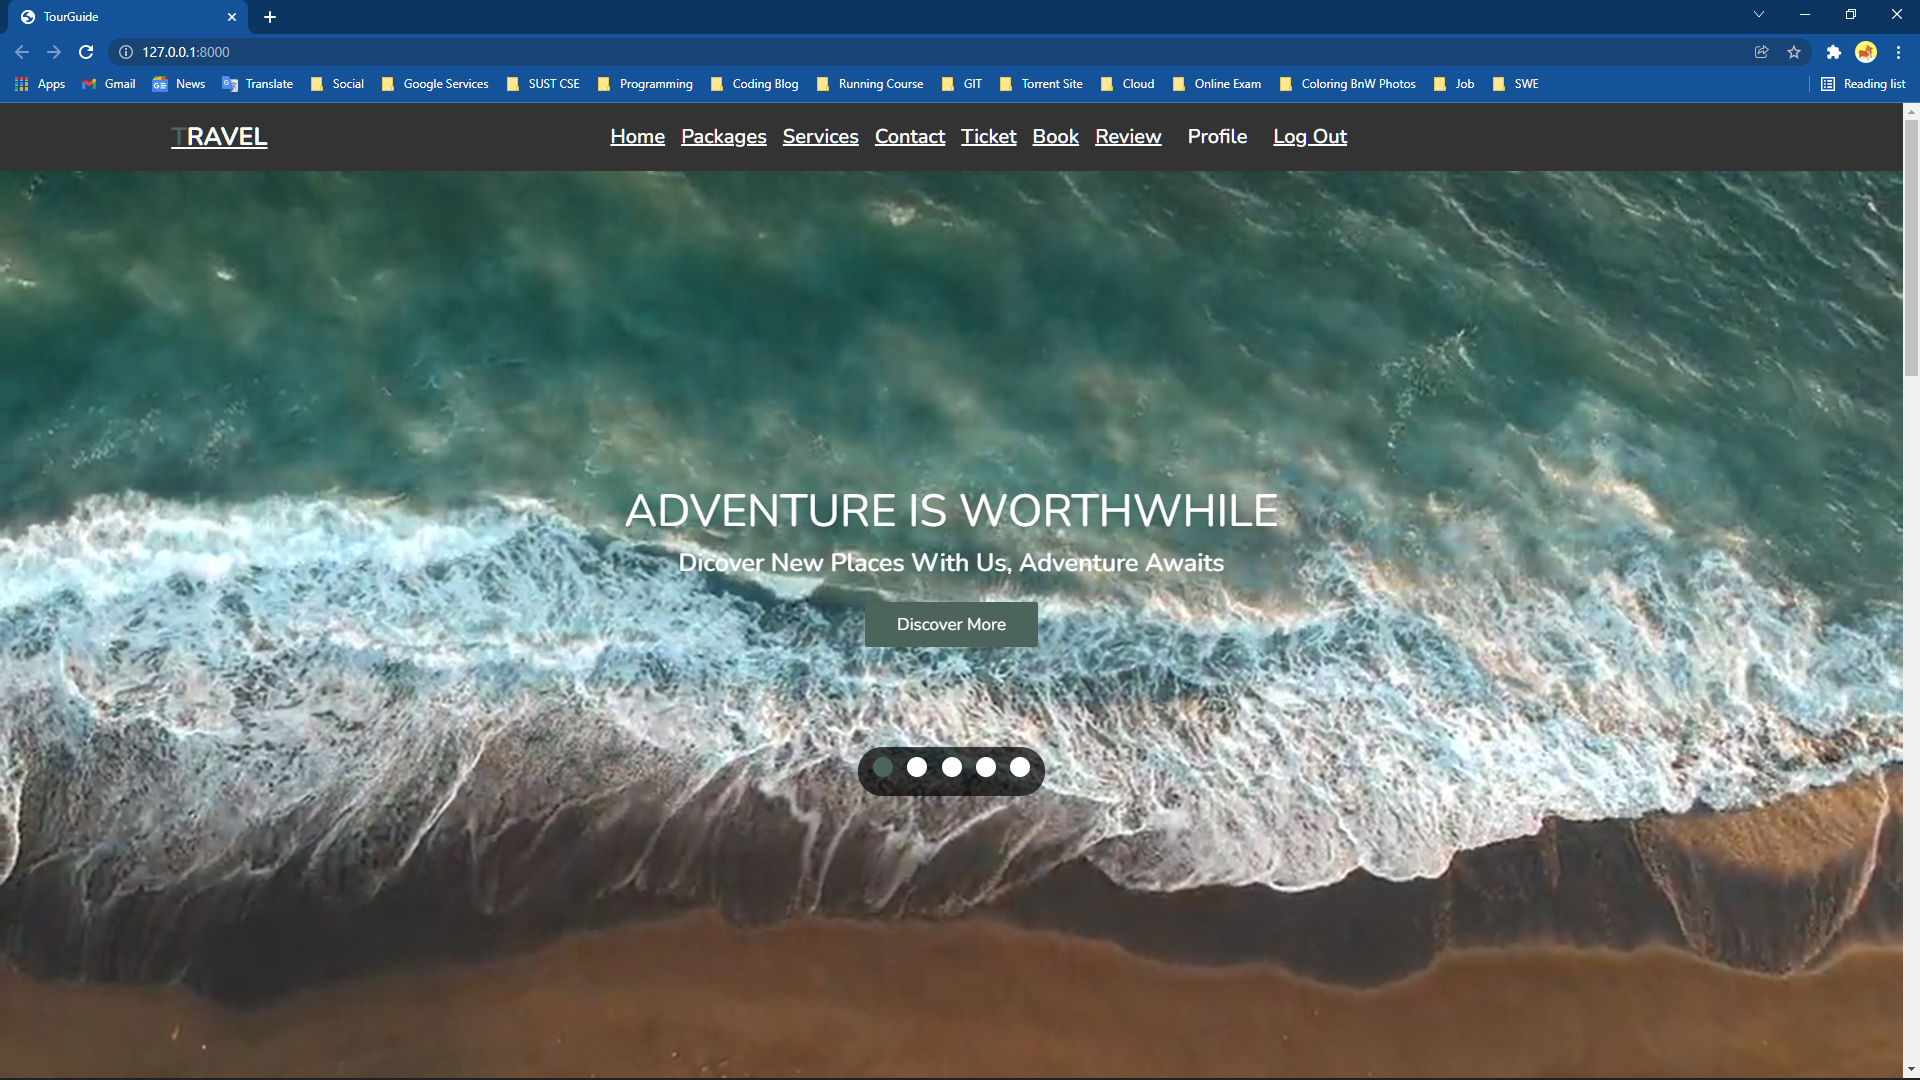 TourGuide
127.0.0.1:8000
Apps Gmail News Translate Social Google Services SUST CSE Programming Coding Blog Running Course GIT Torrent Site Cloud Online Exam Coloring BnW Photos Job SWE Reading list
TRAVEL Home Packages Services Contact Ticket Book Review Profile Log Out
ADVENTURE IS WORTHWHILE
Dicover New Places With Us, Adventure Awaits
Discover More